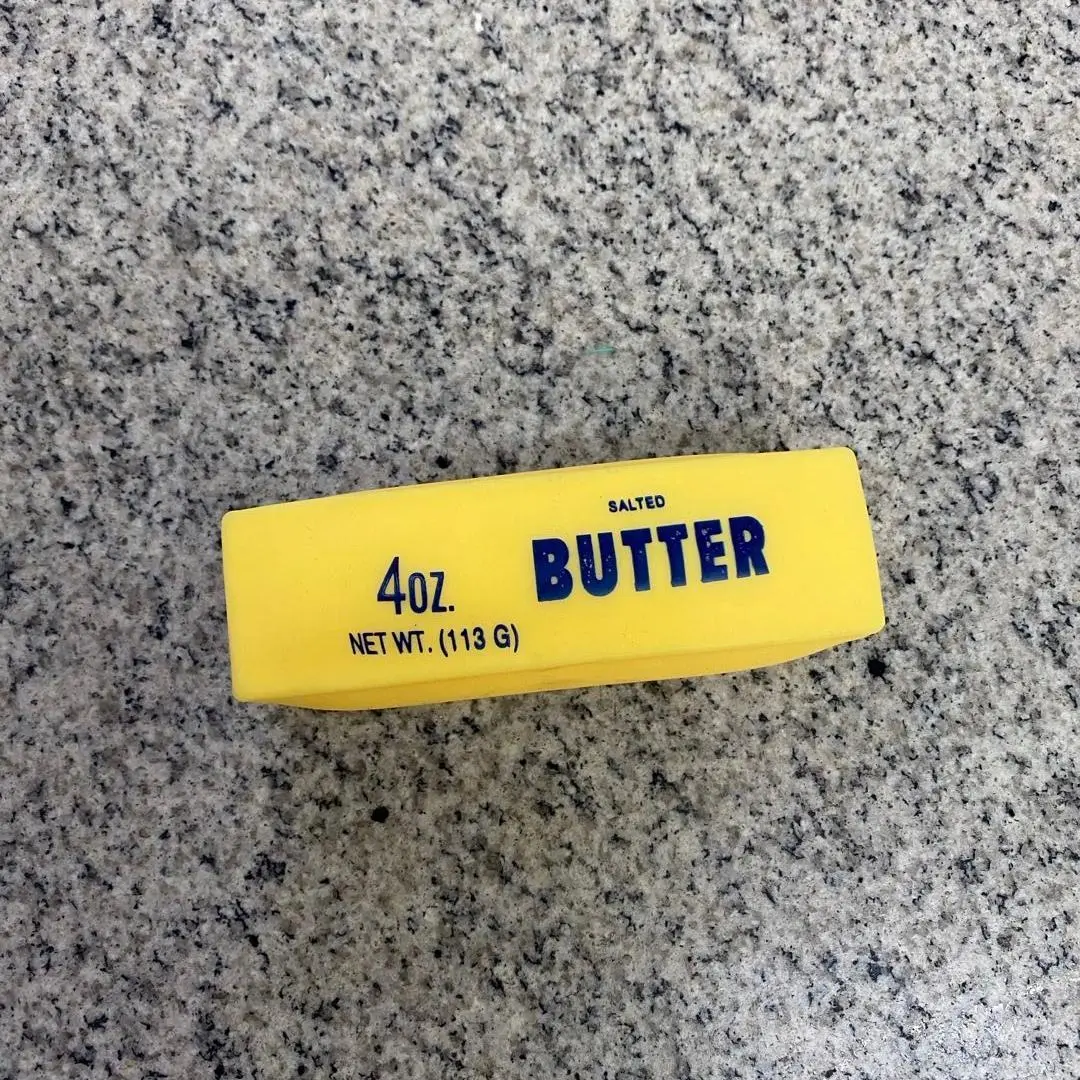 SALTED
BUTTER
4OZ.
NET WT. (113 G)